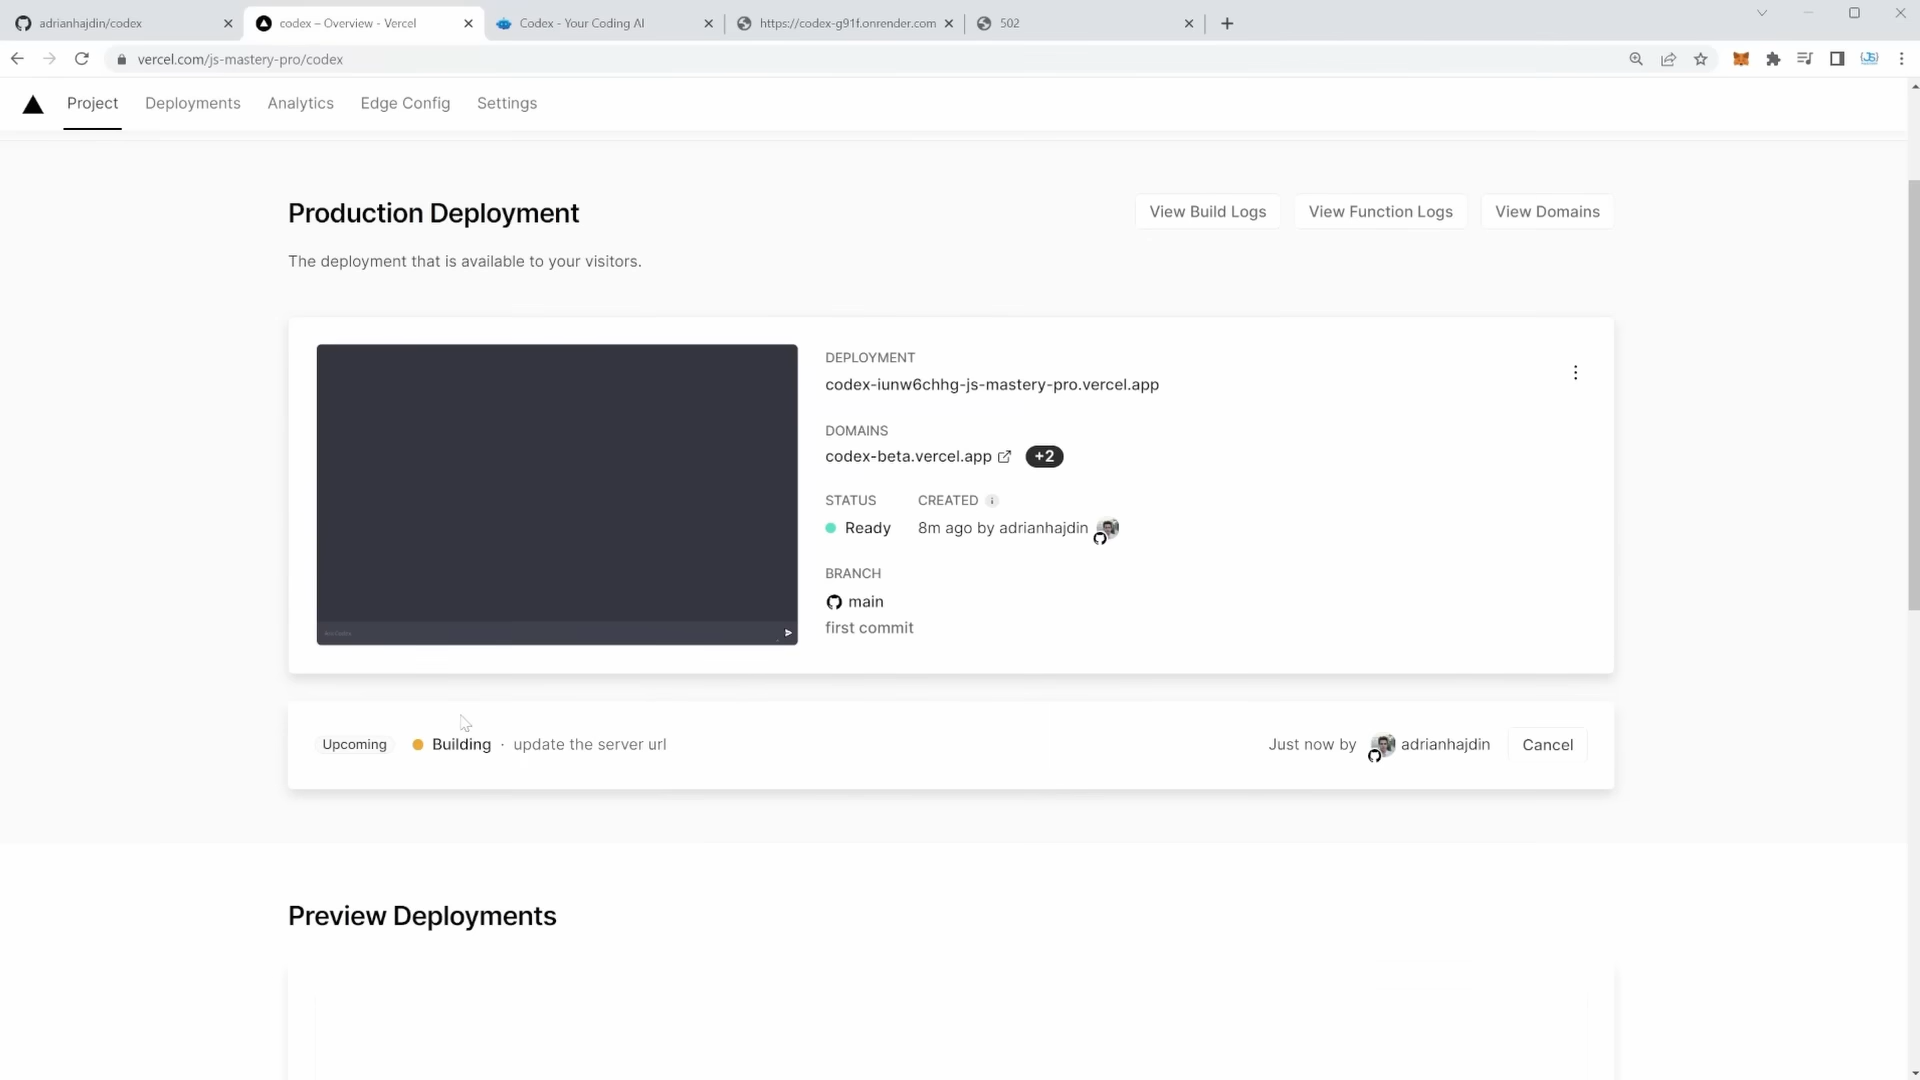 adrianhajdin/codex
codex – Overview - Vercel
Codex - Your Coding AI
https://codex-g91f.onrender.com
502
vercel.com/js-mastery-pro/codex
Project
Deployments
Analytics
Edge Config
Settings
Production Deployment
View Build Logs
View Function Logs
View Domains
The deployment that is available to your visitors.
DEPLOYMENT
codex-iunw6chhg-js-mastery-pro.vercel.app
DOMAINS
codex-beta.vercel.app +2
STATUS CREATED
Ready 8m ago by adrianhajdin
BRANCH
main
first commit
Upcoming Building · update the server url
Just now by adrianhajdin Cancel
Preview Deployments